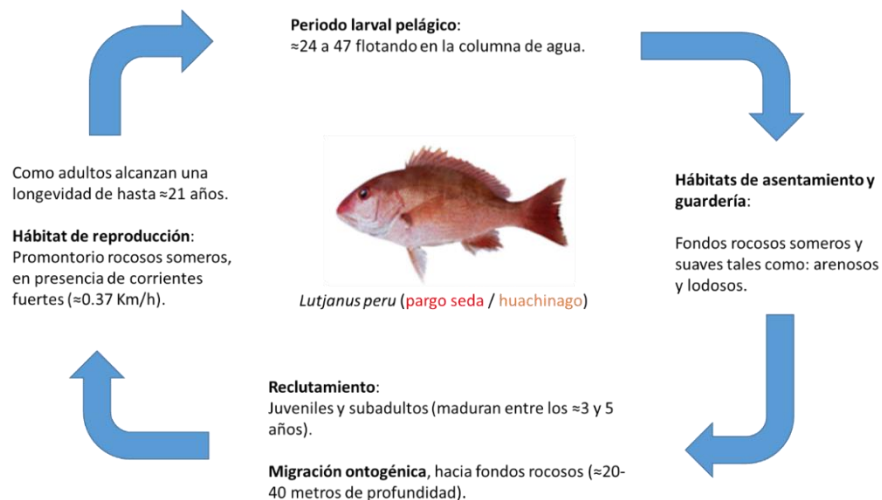 Periodo larval pelágico:
≈24 a 47 flotando en la columna de agua.
Hábitats de asentamiento y
guardería:
Fondos rocosos someros y
suaves tales como: arenosos
y lodosos.
Reclutamiento:
Juveniles y subadultos (maduran entre los ≈3 y 5
años).
Migración ontogénica, hacia fondos rocosos (≈20-
40 metros de profundidad).
Como adultos alcanzan una
longevidad de hasta ≈21 años.
Hábitat de reproducción:
Promontorio rocosos someros,
en presencia de corrientes
fuertes (≈0.37 Km/h).
Lutjanus peru (pargo seda / huachinago)